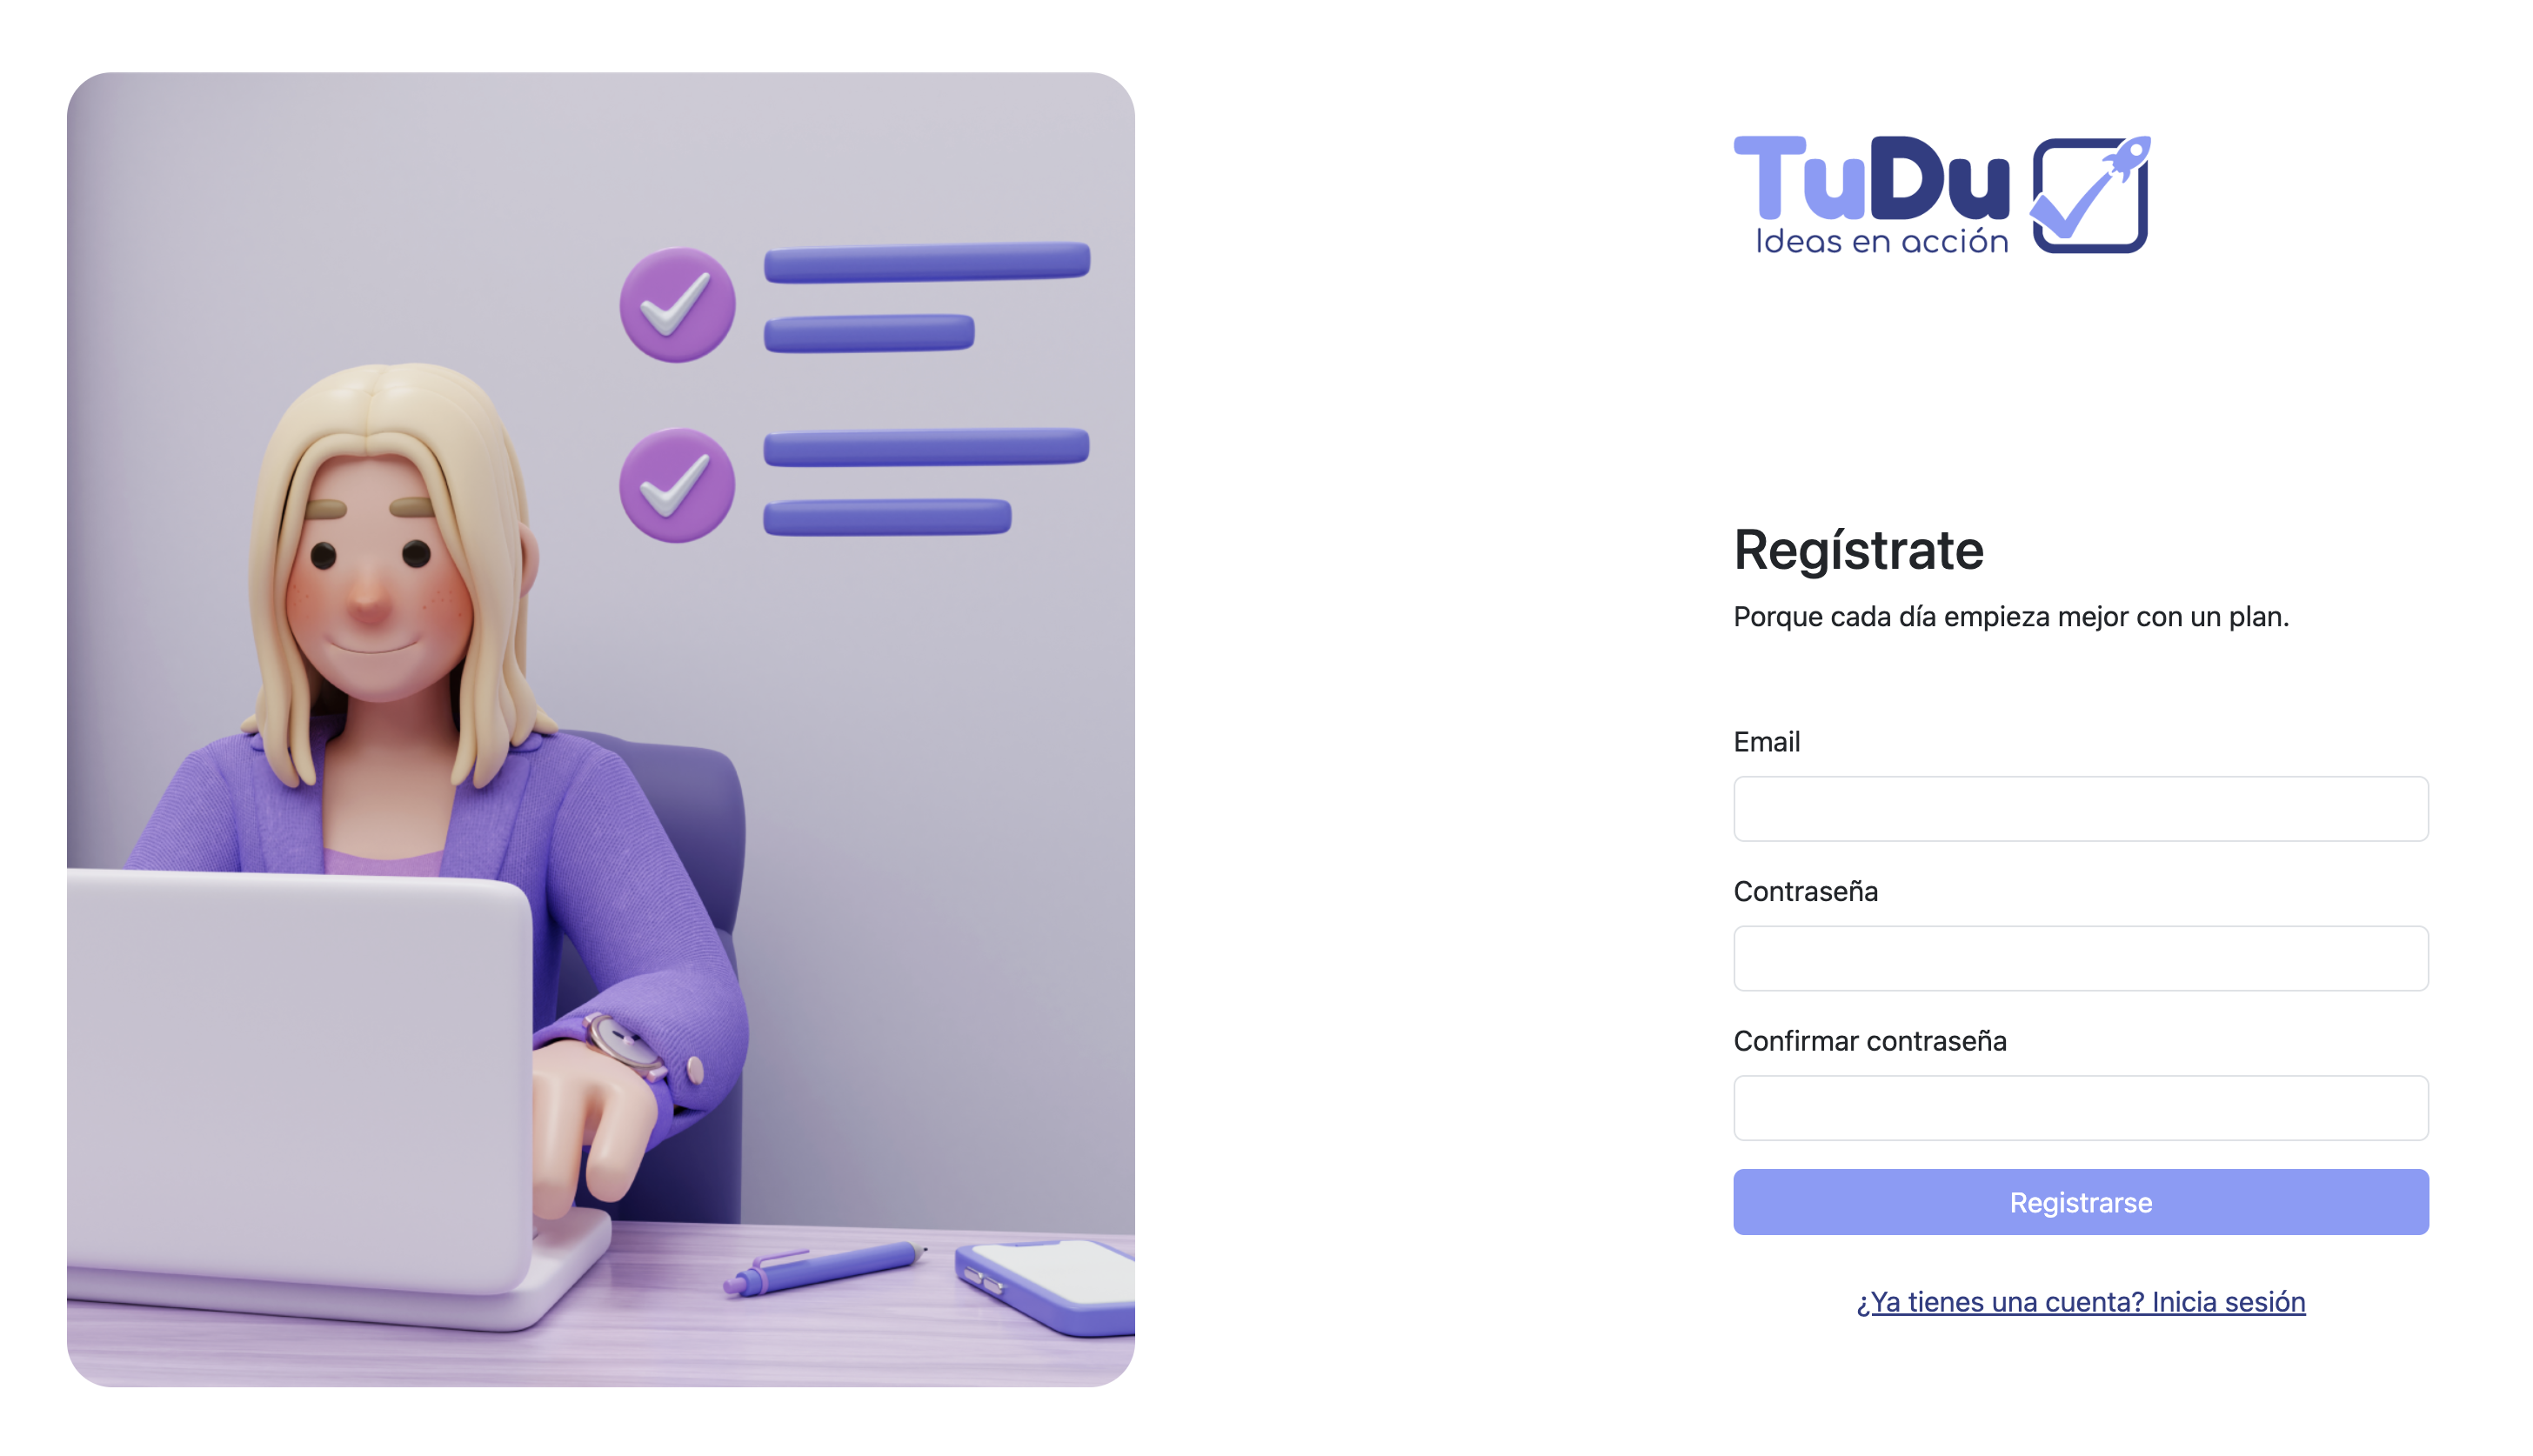 TuDu
Ideas en acción
Regístrate
Porque cada día empieza mejor con un plan.
Email
Contraseña
Confirmar contraseña
Registrarse
¿Ya tienes una cuenta? Inicia sesión